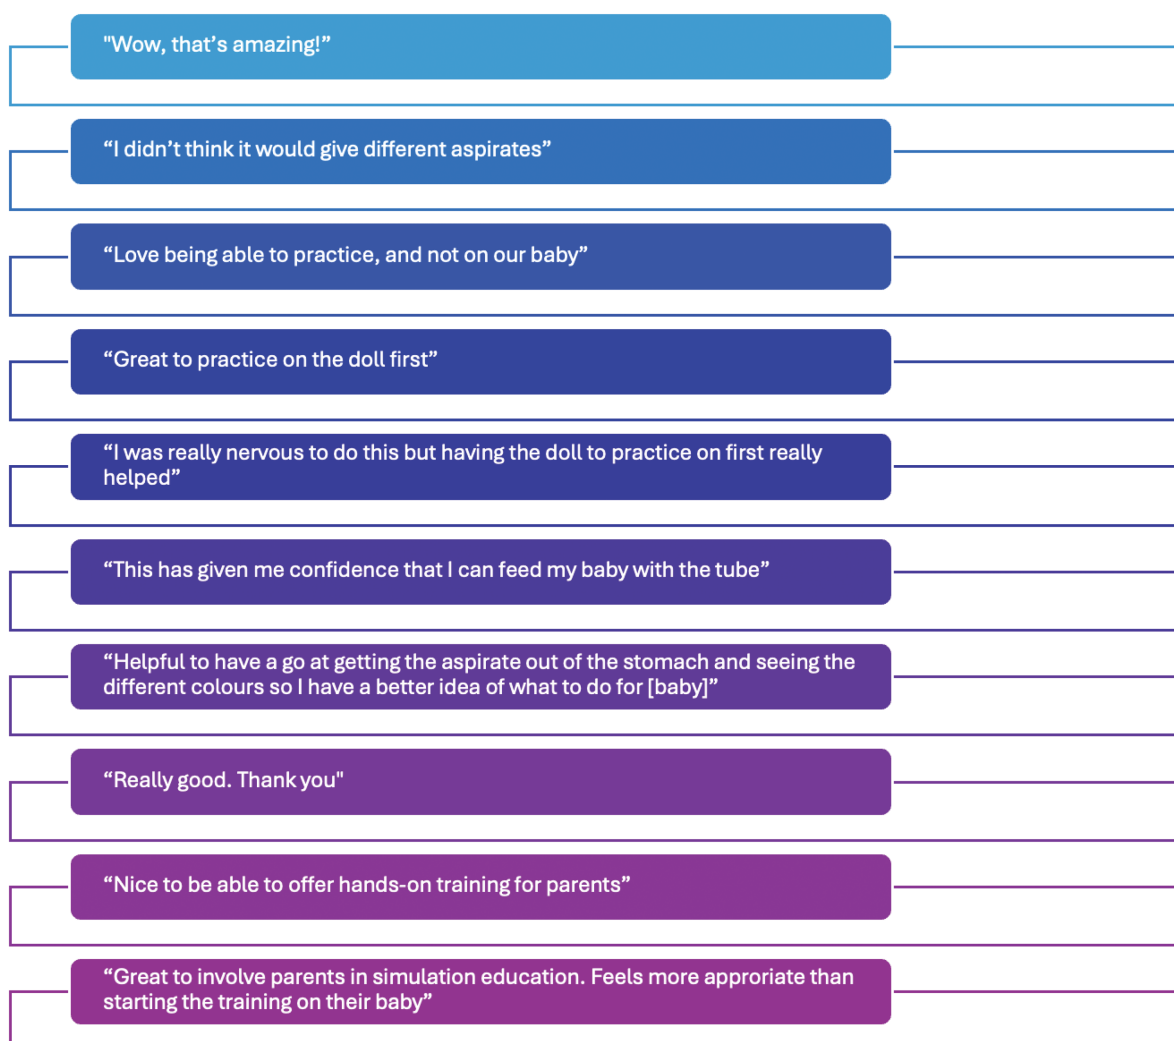 "Wow, that’s amazing!”
“I didn’t think it would give different aspirates”
“Love being able to practice, and not on our baby”
“Great to practice on the doll first”
“I was really nervous to do this but having the doll to practice on first really
helped”
“This has given me confidence that I can feed my baby with the tube”
“Helpful to have a go at getting the aspirate out of the stomach and seeing the
different colours so I have a better idea of what to do for [baby]”
“Really good. Thank you"
“Nice to be able to offer hands-on training for parents”
“Great to involve parents in simulation education. Feels more approriate than
starting the training on their baby”